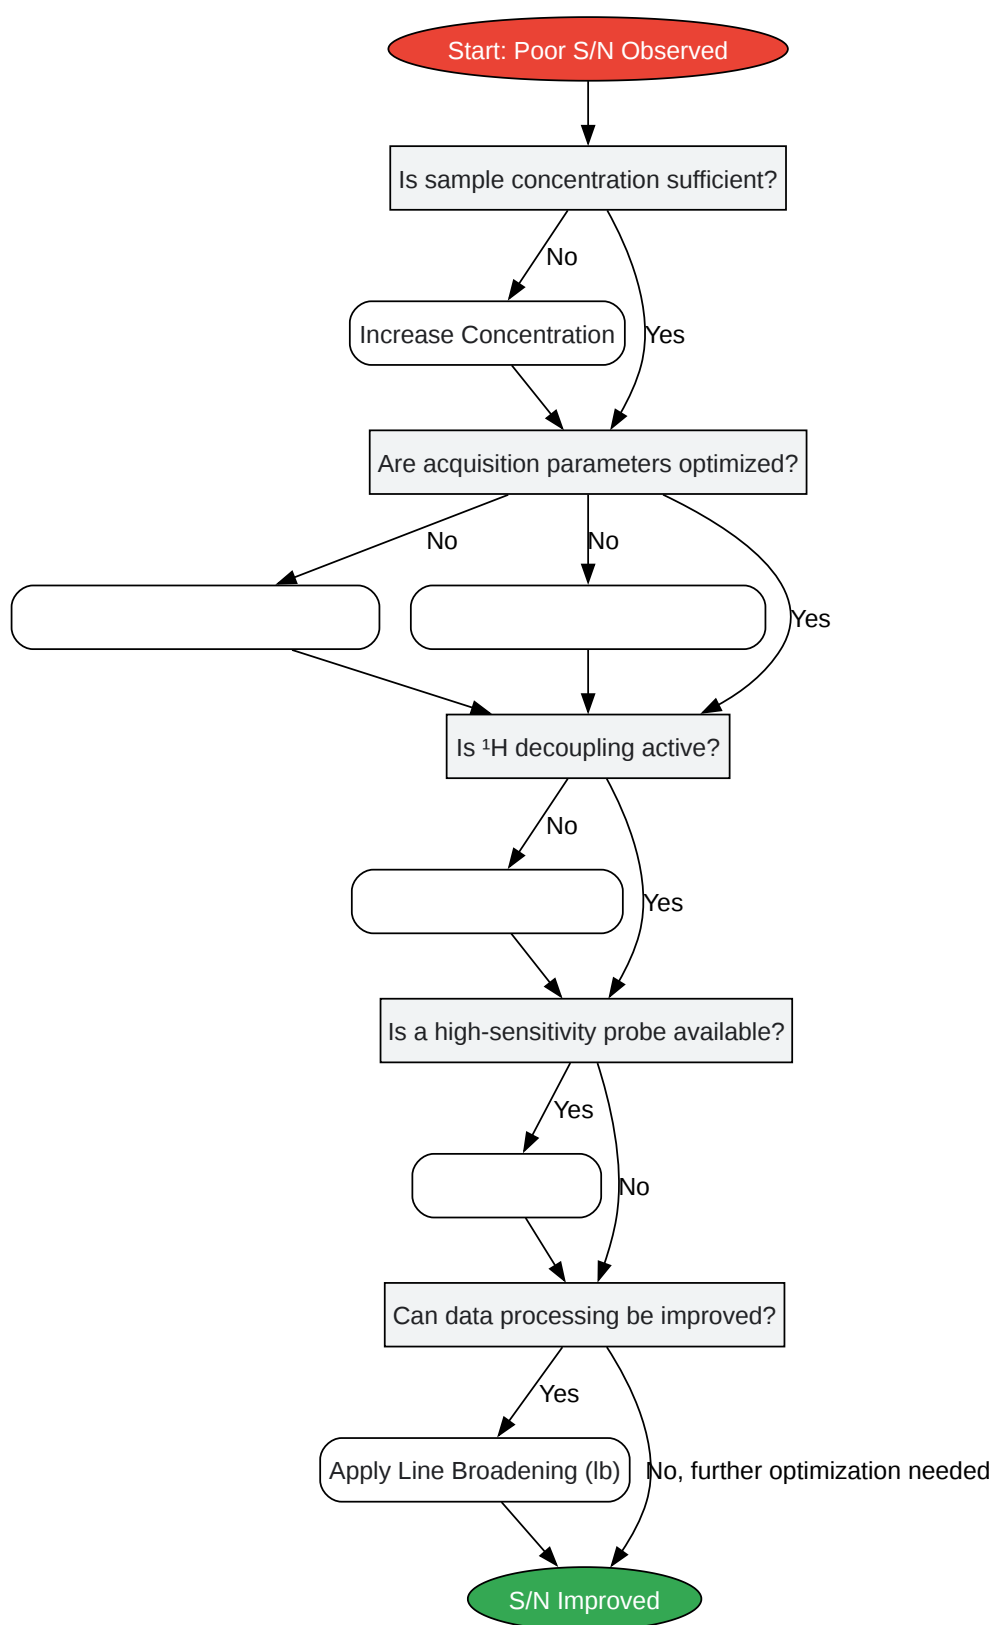 Start: Poor S/N Observed
Is sample concentration sufficient?
No
Increase Concentration
Yes
Are acquisition parameters optimized?
No
No
Yes
Is ¹H decoupling active?
No
Yes
Is a high-sensitivity probe available?
Yes
No
Can data processing be improved?
Yes
Apply Line Broadening (lb)
No, further optimization needed
S/N Improved